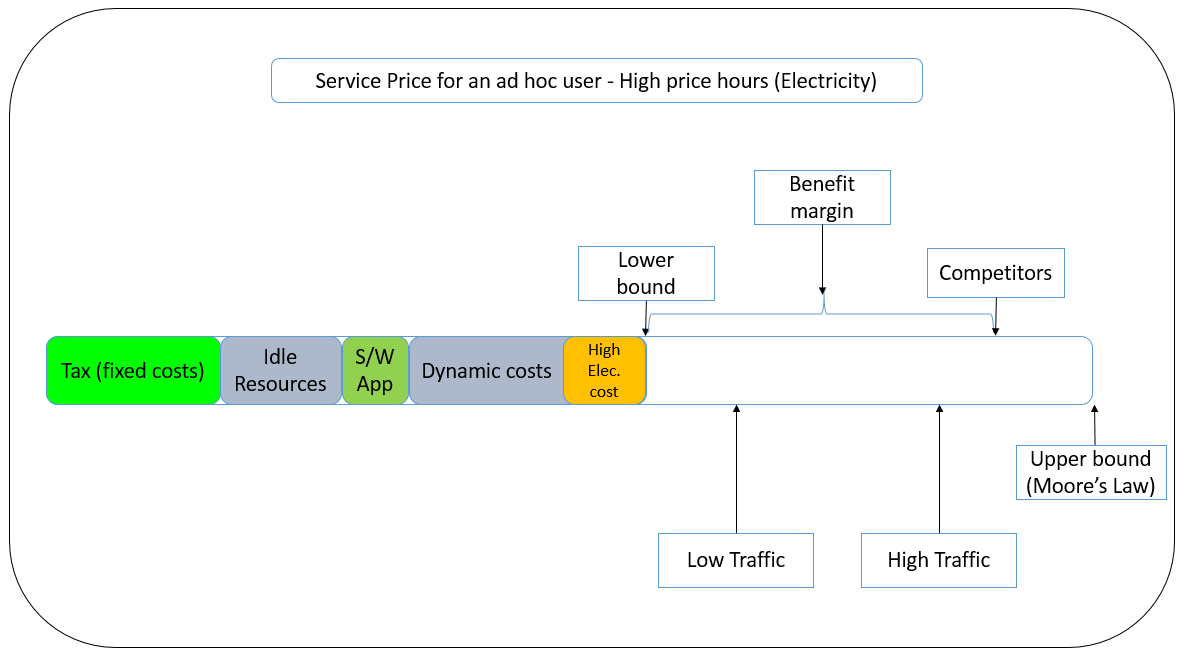 Service Price for an ad hoc user - High price hours (Electricity)
Benefit
margin
Lower
bound
Competitors
Tax (fixed costs)
Idle
Resources
S/W
App
Dynamic costs
High
Elec.
cost
Upper bound
(Moore's Law)
Low Traffic
High Traffic